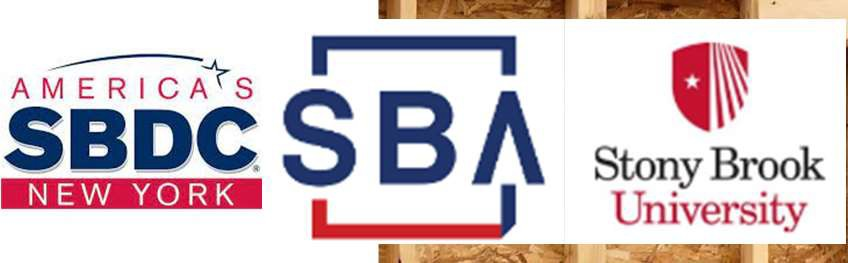 AMERICA'S
SBDC
NEW YORK
SBA
Stony Brook
University